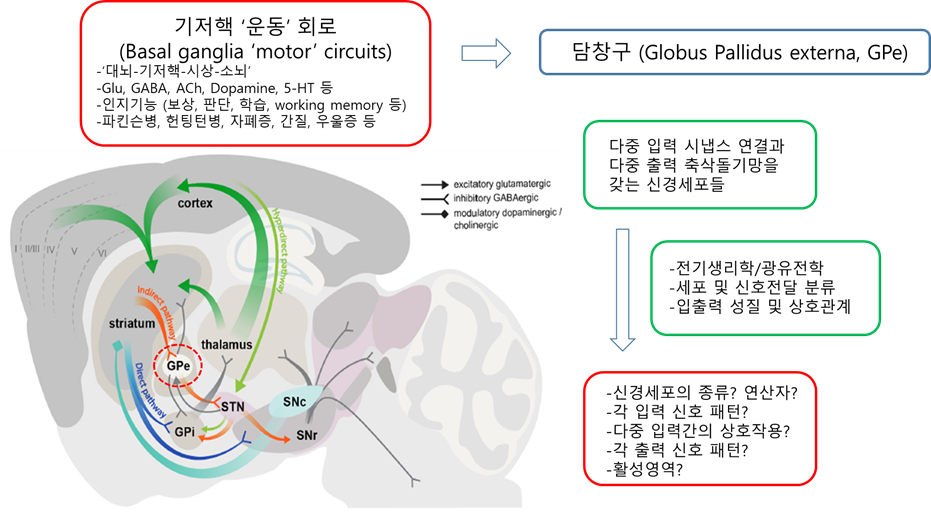 기저핵 '운동' 회로
(Basal ganglia 'motor' circuits)
-'대뇌-기저핵-시상-소뇌'
-Glu, GABA, ACh, Dopamine, 5-HT 등
-인지기능 (보상, 판단, 학습, working memory 등)
-파킨슨병, 헌팅턴병, 자폐증, 간질, 우울증 등
담창구 (Globus Pallidus externa, GPe)
다중 입력 시냅스 연결과
다중 출력 축삭돌기망을
갖는 신경세포들
-전기생리학/광유전학
-세포 및 신호전달 분류
-입출력 성질 및 상호관계
-신경세포의 종류? 연산자?
-각 입력 신호 패턴?
-다중 입력간의 상호작용?
-각 출력 신호 패턴?
-활성영역?
excitatory glutamatergic
inhibitory GABAergic
modulatory dopaminergic /
cholinergic
cortex
I II/III IV V VI
Hyperdirect pathway
Indirect pathway
striatum
thalamus
GPe
Direct pathway
STN
SNc
GPi
SNr